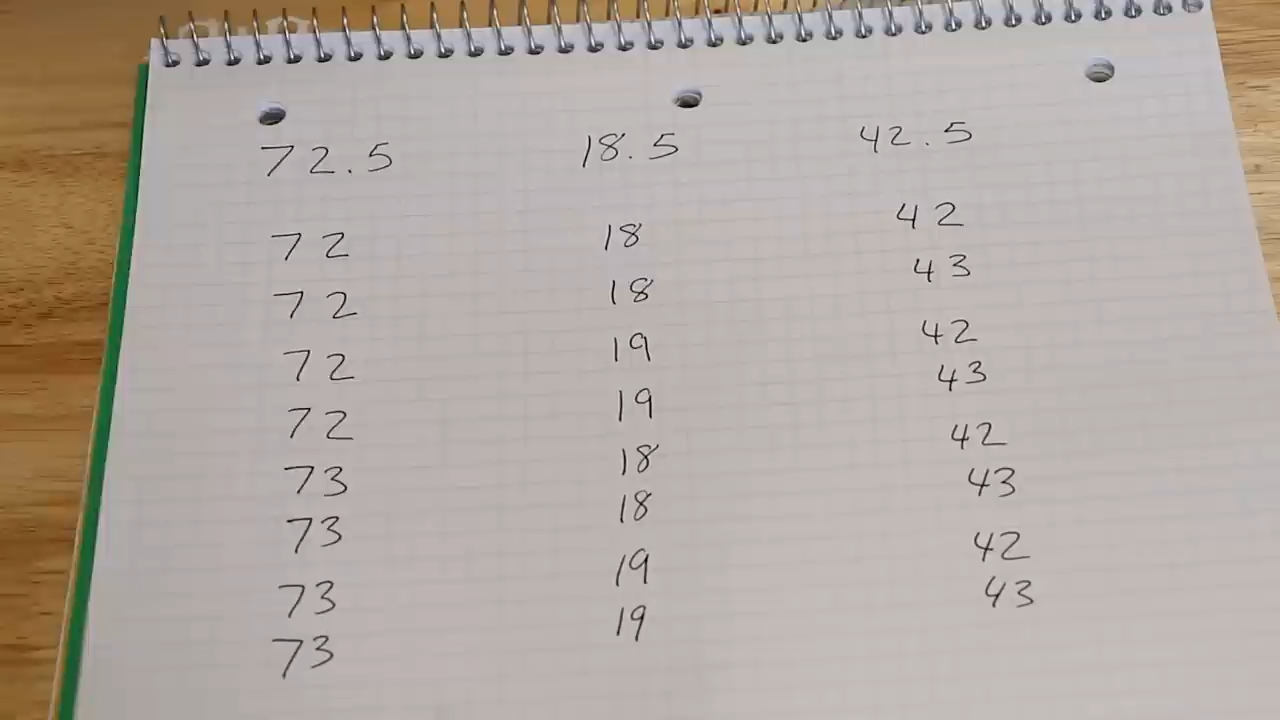 72.5 18.5 42.5
72 18 42
72 18 43
72 19 42
72 19 43
73 18 42
73 18 43
73 19 42
73 19 43